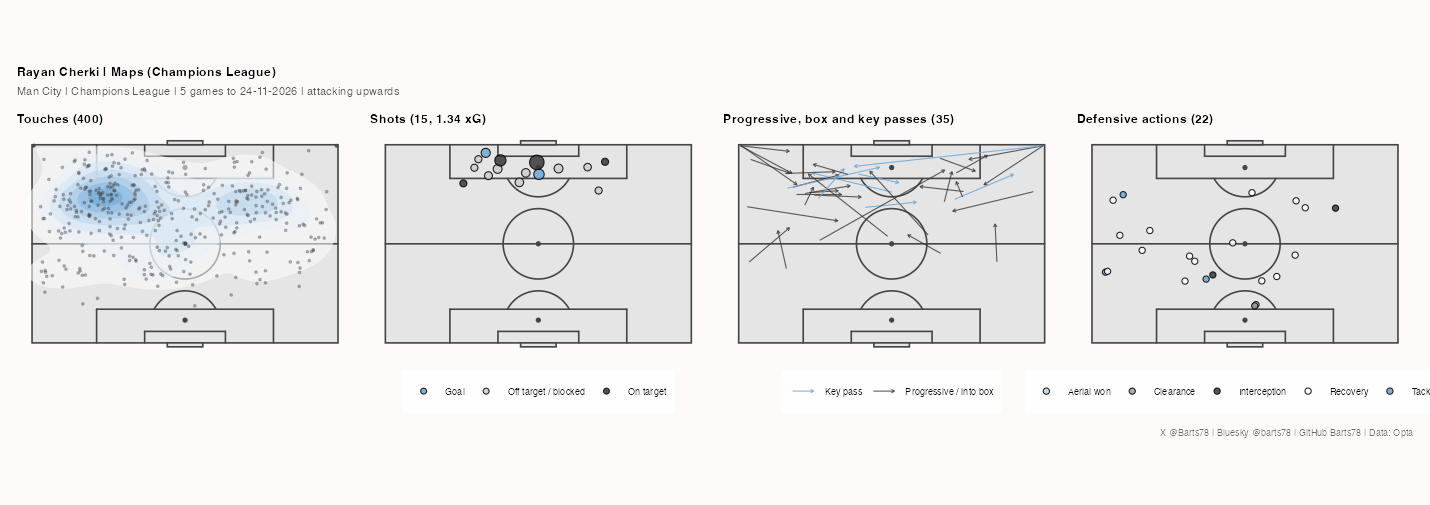 Rayan Cherki | Maps (Champions League)
Man City | Champions League | 5 games to 24-11-2026 | attacking upwards
Touches (400)
Shots (15, 1.34 xG)
Progressive, box and key passes (35)
Defensive actions (22)
Goal
Off target / blocked
On target
Key pass
Progressive / into box
Aerial won
Clearance
Interception
Recovery
Tack
X @Barts78 | Bluesky @barts78 | GitHub Barts78 | Data: Opta